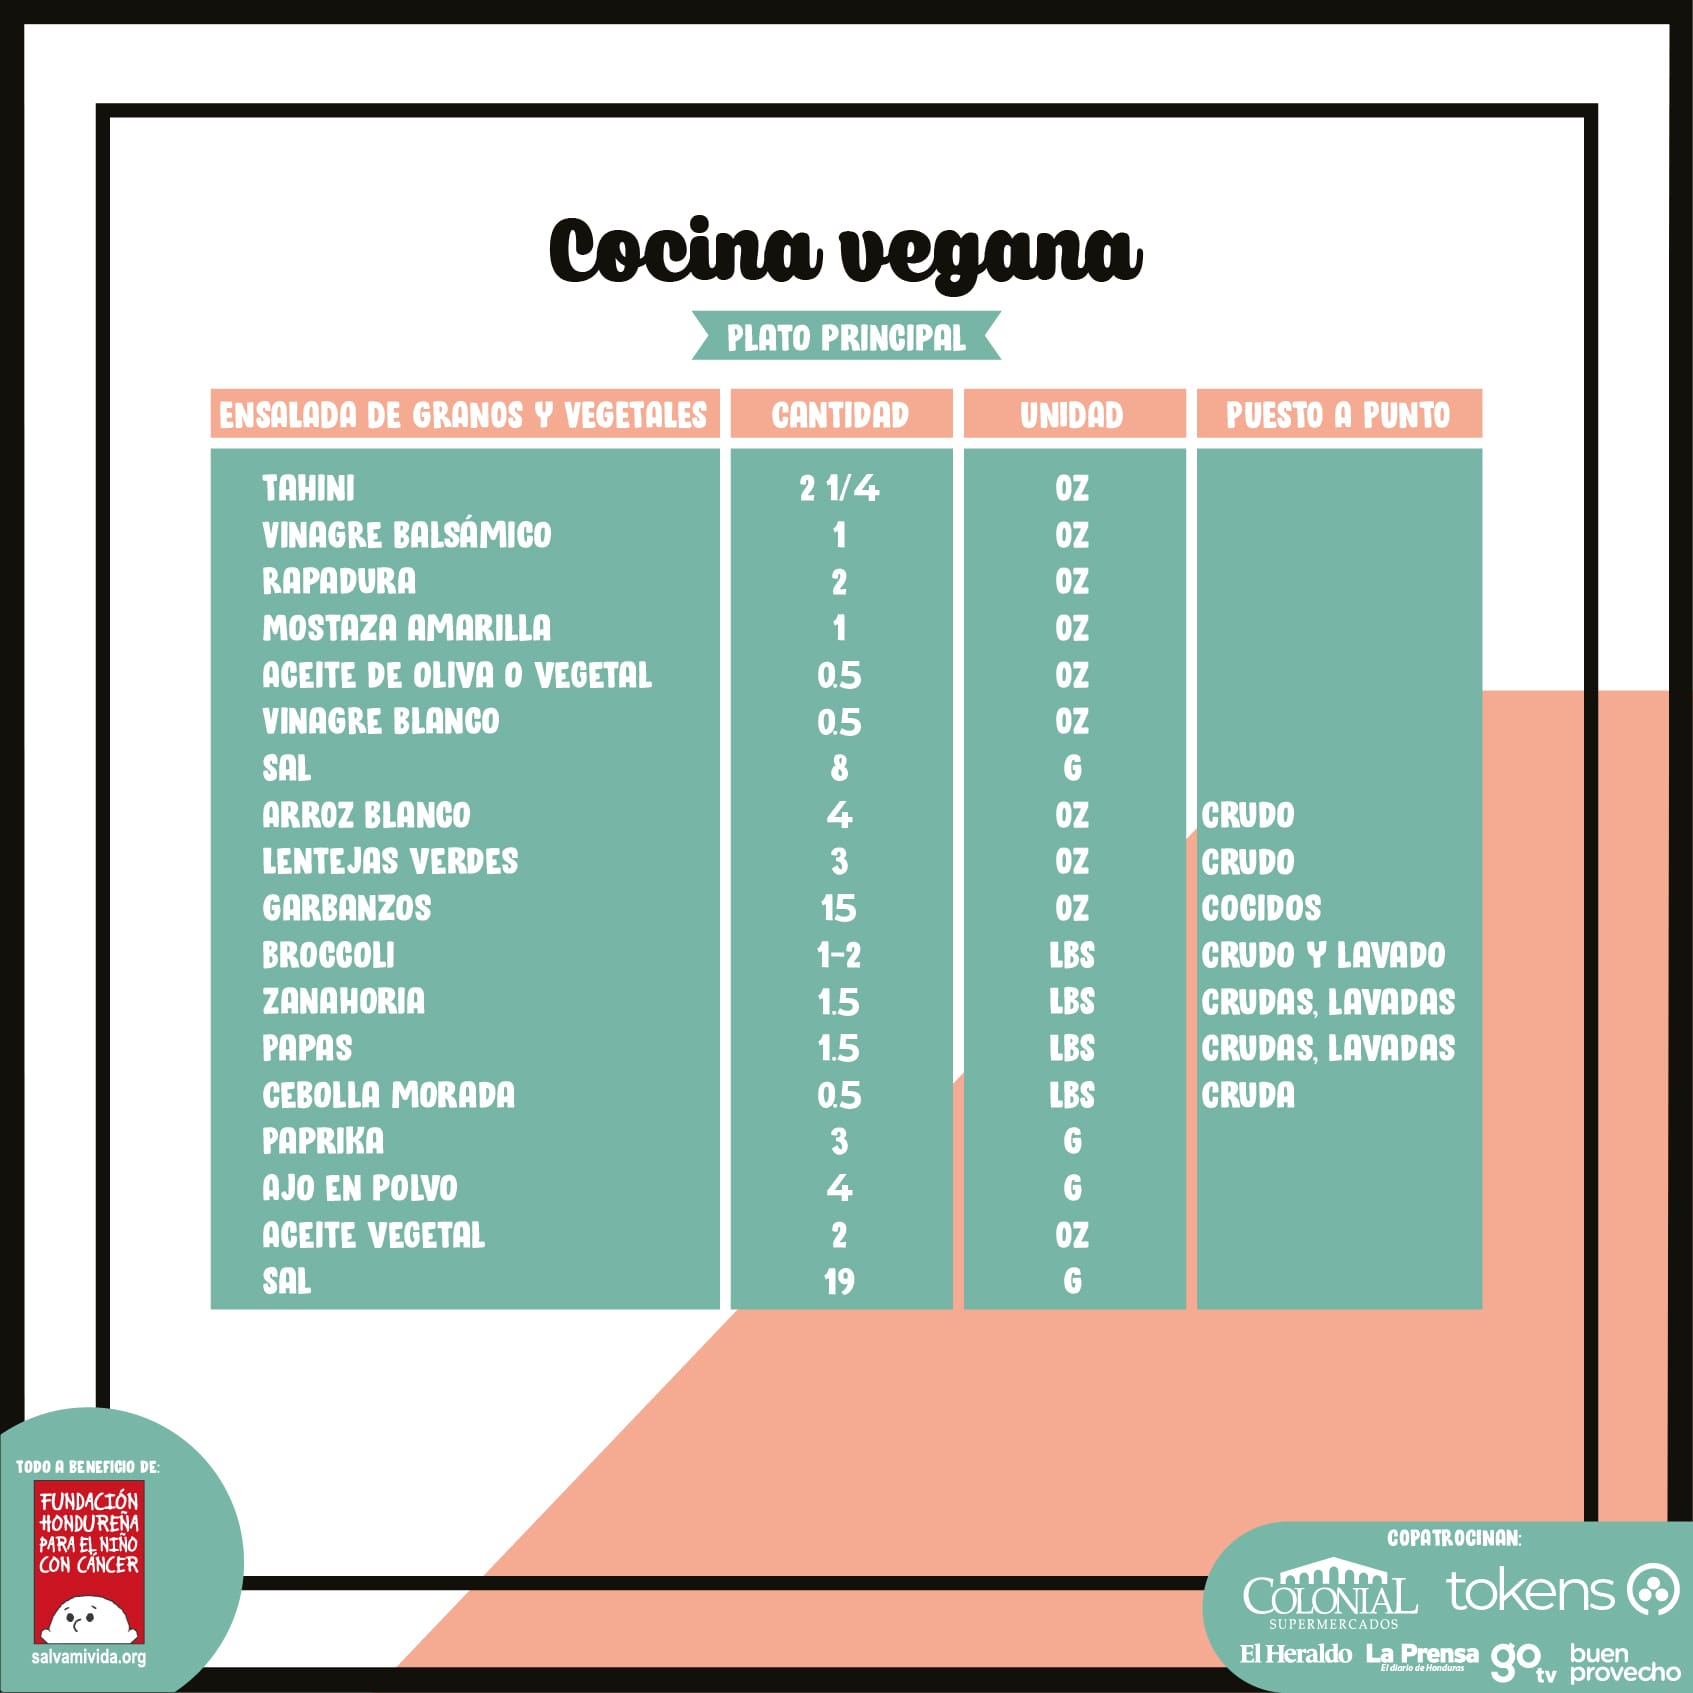 Cocina vegana
PLATO PRINCIPAL
ENSALADA DE GRANOS Y VEGETALES CANTIDAD UNIDAD PUESTO A PUNTO
TAHINI 2 1/4 OZ
VINAGRE BALSÁMICO 1 OZ
RAPADURA 2 OZ
MOSTAZA AMARILLA 1 OZ
ACEITE DE OLIVA O VEGETAL 0.5 OZ
VINAGRE BLANCO 0.5 OZ
SAL 8 G
ARROZ BLANCO 4 OZ CRUDO
LENTEJAS VERDES 3 OZ CRUDO
GARBANZOS 15 OZ COCIDOS
BROCCOLI 1-2 LBS CRUDO Y LAVADO
ZANAHORIA 1.5 LBS CRUDAS, LAVADAS
PAPAS 1.5 LBS CRUDAS, LAVADAS
CEBOLLA MORADA 0.5 LBS CRUDA
PAPRIKA 3 G
AJO EN POLVO 4 G
ACEITE VEGETAL 2 OZ
SAL 19 G
TODO A BENEFICIO DE:
FUNDACIÓN
HONDUREÑA
PARA EL NIÑO
CON CÁNCER
salvamivida.org
COPATROCINAN:
COLONIAL
SUPERMERCADOS
tokens
El Heraldo
La Prensa
El diario de Honduras
go tv
buen
provecho